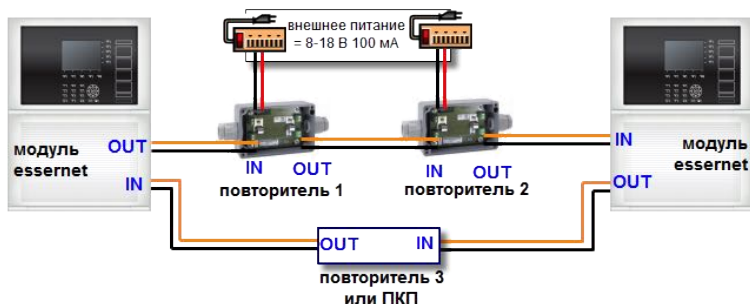 внешнее питание
= 8-18 В 100 мА
модуль
essernet
OUT
IN
IN
OUT
повторитель 1
IN
OUT
повторитель 2
IN
OUT
модуль
essernet
OUT
IN
повторитель 3
или ПКП